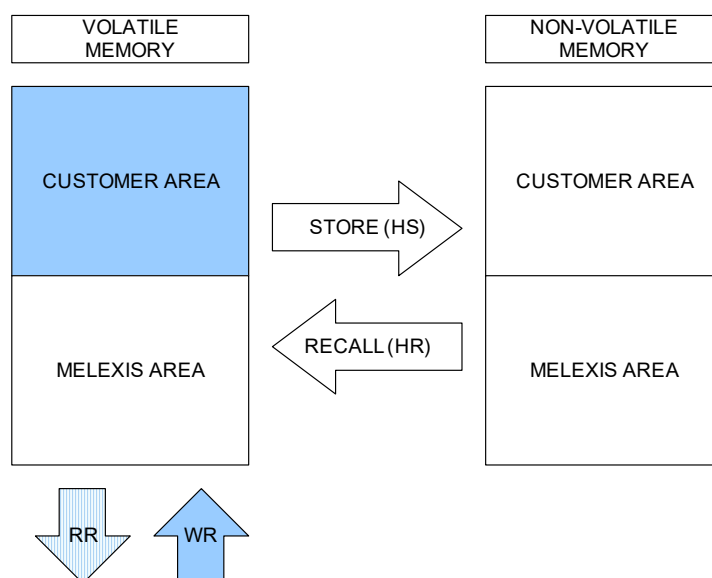 VOLATILE
MEMORY
NON-VOLATILE
MEMORY
CUSTOMER AREA
CUSTOMER AREA
STORE (HS)
RECALL (HR)
MELEXIS AREA
MELEXIS AREA
RR
WR